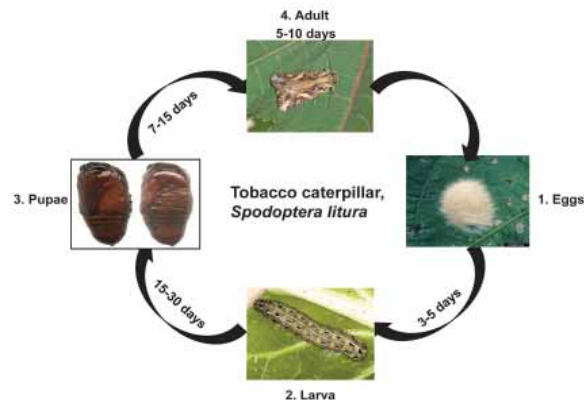 4. Adult
5-10 days
7-15 days
3. Pupae
Tobacco caterpillar,
Spodoptera litura
1. Eggs
15-30 days
3-5 days
2. Larva